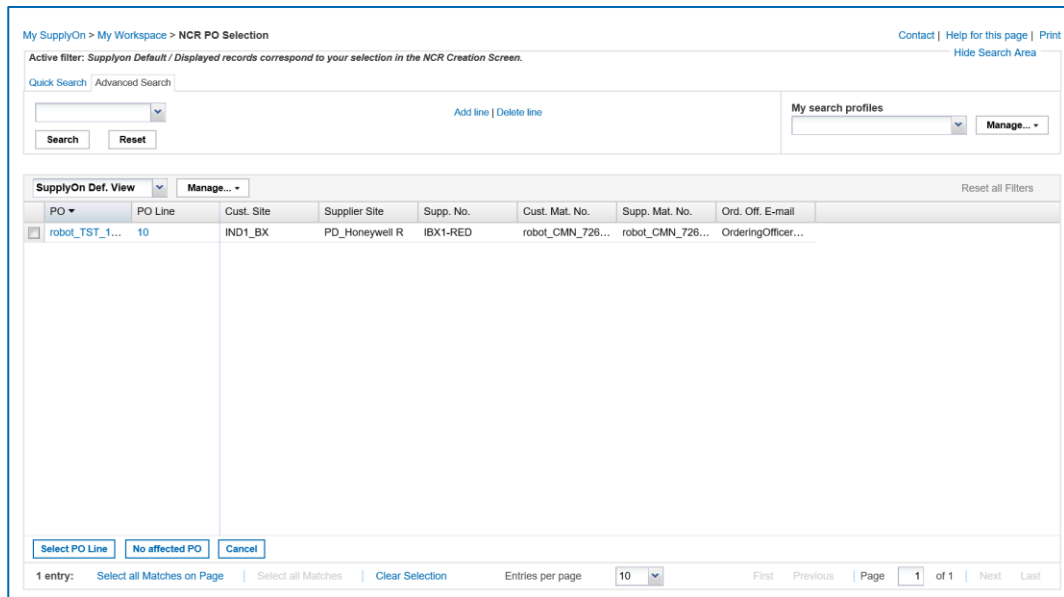 My SupplyOn > My Workspace > NCR PO Selection
Contact | Help for this page | Print
Hide Search Area
Active filter: Supplyon Default / Displayed records correspond to your selection in the NCR Creation Screen.
Quick Search Advanced Search
Add line | Delete line
My search profiles
Manage...
Search Reset
SupplyOn Def. View Manage... Reset all Filters
PO PO Line Cust. Site Supplier Site Supp. No. Cust. Mat. No. Supp. Mat. No. Ord. Off. E-mail
robot_TST_1... 10 IND1_BX PD_Honeywell R IBX1-RED robot_CMN_726... robot_CMN_726... OrderingOfficer...
Select PO Line No affected PO Cancel
1 entry: Select all Matches on Page | Select all Matches | Clear Selection Entries per page 10 First Previous | Page 1 of 1 | Next Last